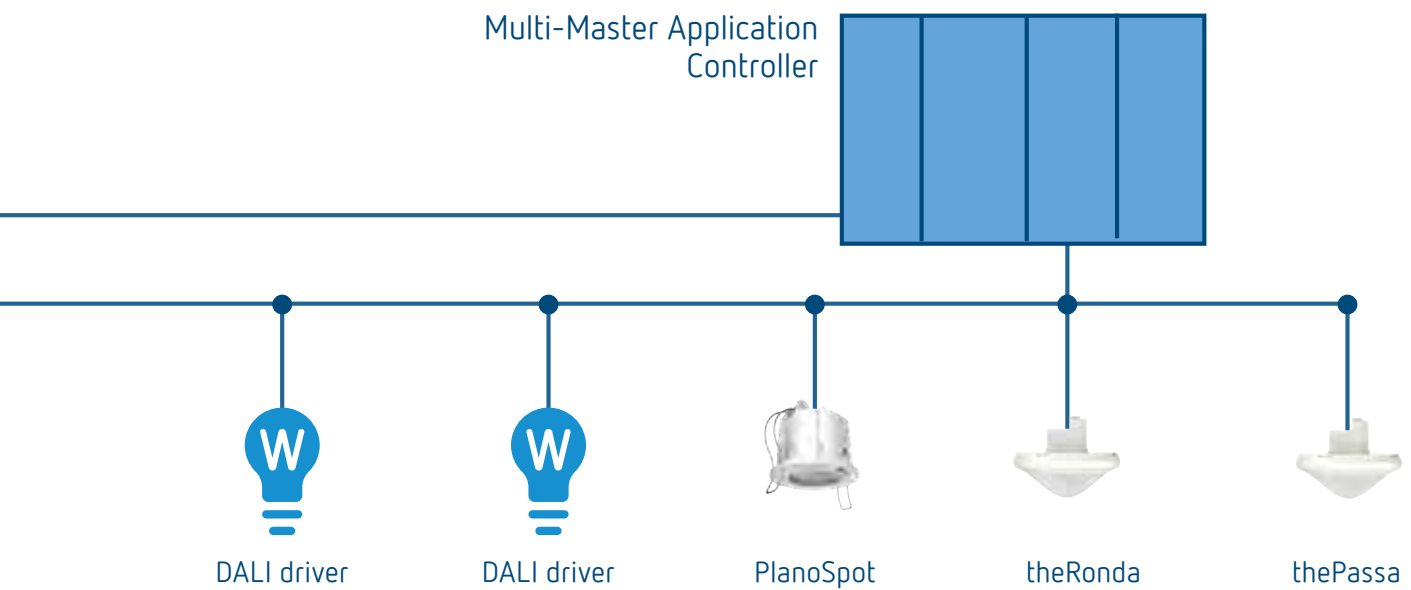 Multi-Master Application
Controller
W
W
DALI driver
DALI driver
PlanoSpot
theRonda
thePassa